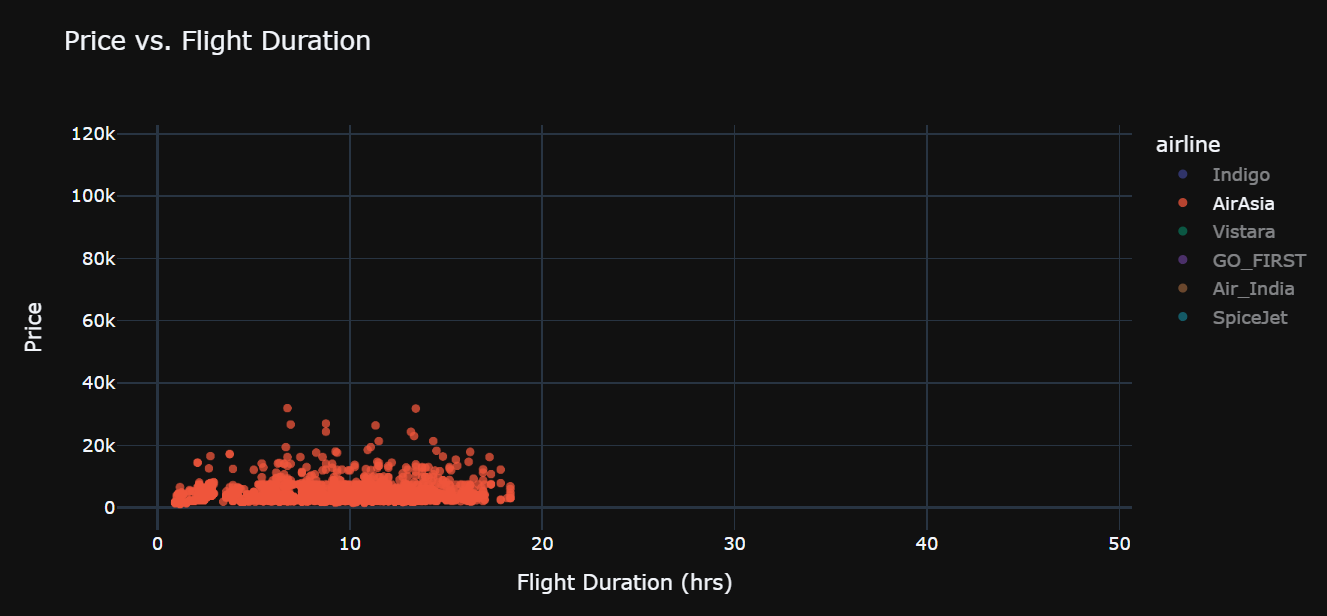 Price vs. Flight Duration
120k
100k
80k
60k
40k
20k
0
Price
0 10 20 30 40 50
Flight Duration (hrs)
airline
Indigo
AirAsia
Vistara
GO_FIRST
Air_India
SpiceJet